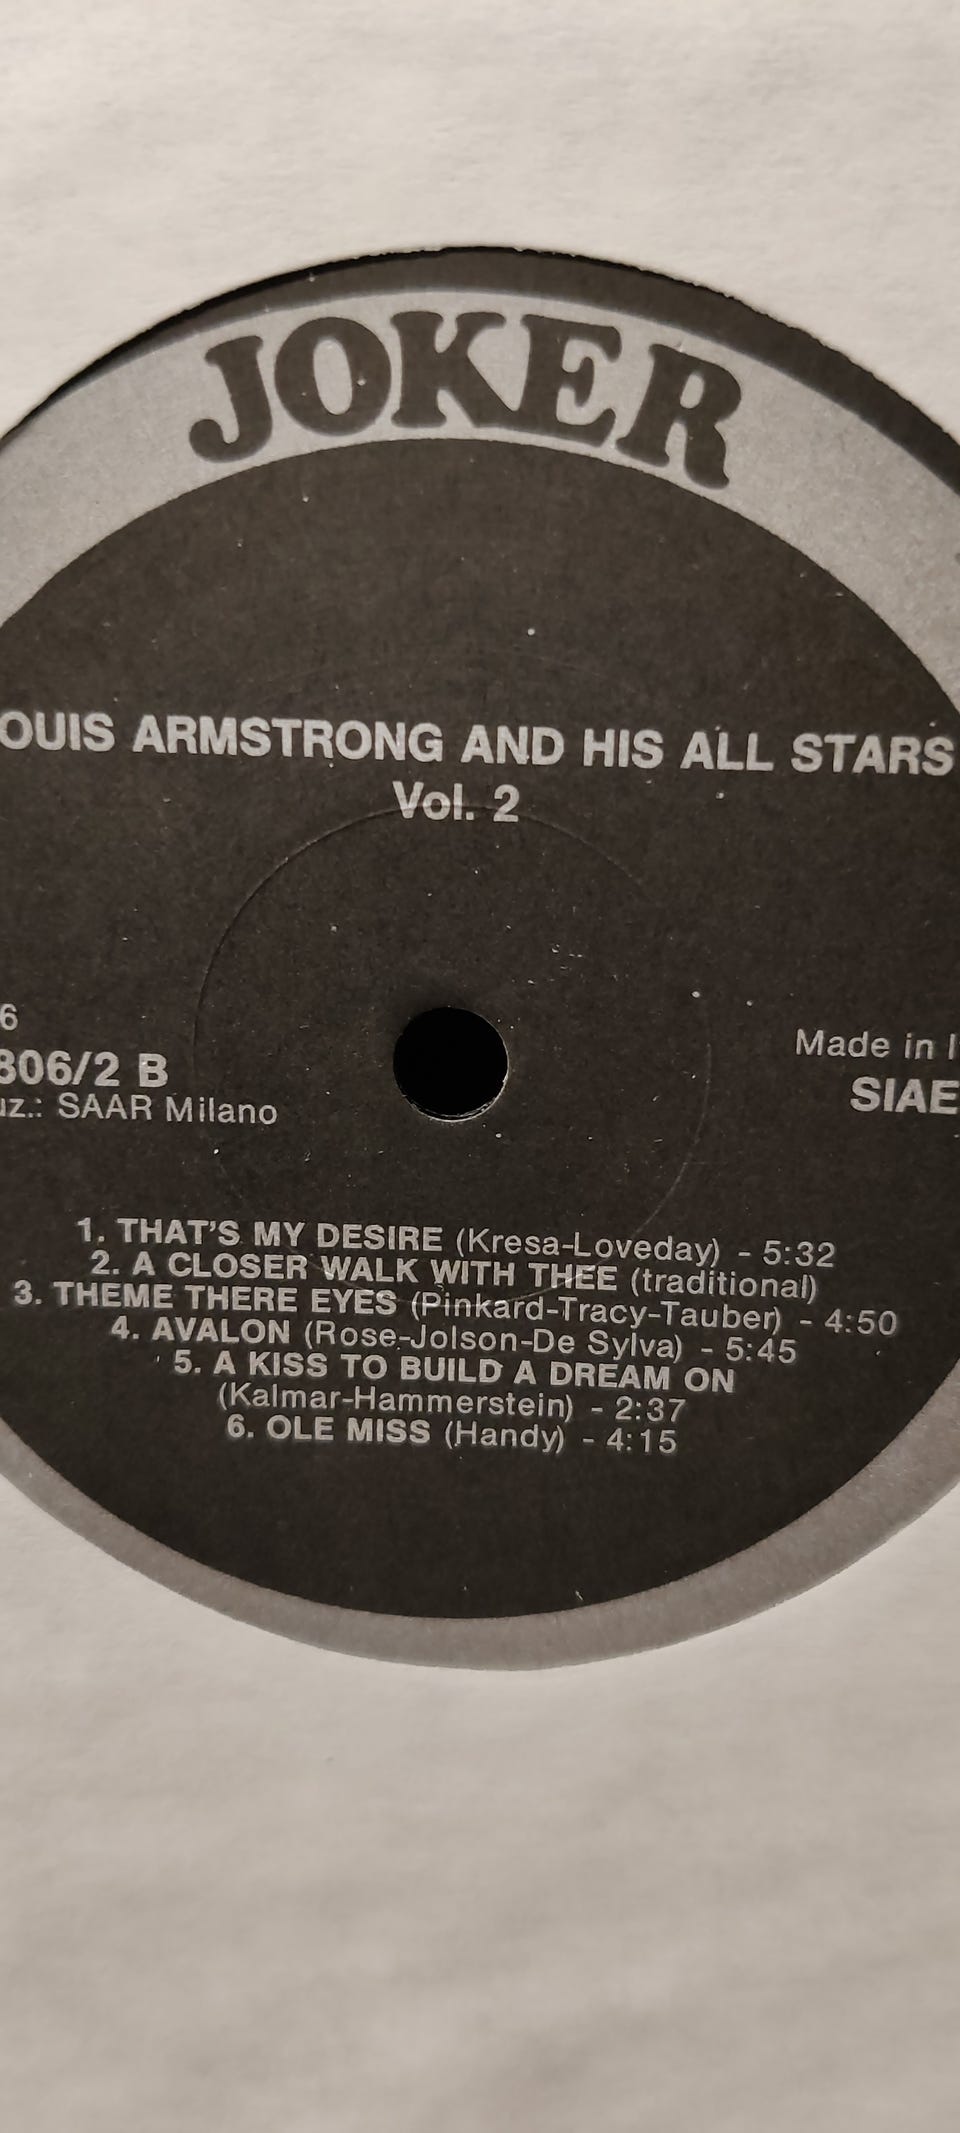 JOKER
OUIS ARMSTRONG AND HIS ALL STARS
Vol. 2
6
806/2 B
uz.: SAAR Milano
Made in I
SIAE
1. THAT'S MY DESIRE (Kresa-Loveday) - 5:32
2. A CLOSER WALK WITH THEE (traditional)
3. THEME THERE EYES (Pinkard-Tracy-Tauber) - 4:50
4. AVALON (Rose-Jolson-De Sylva) - 5:45
5. A KISS TO BUILD A DREAM ON
(Kalmar-Hammerstein) - 2:37
6. OLE MISS (Handy) - 4:15